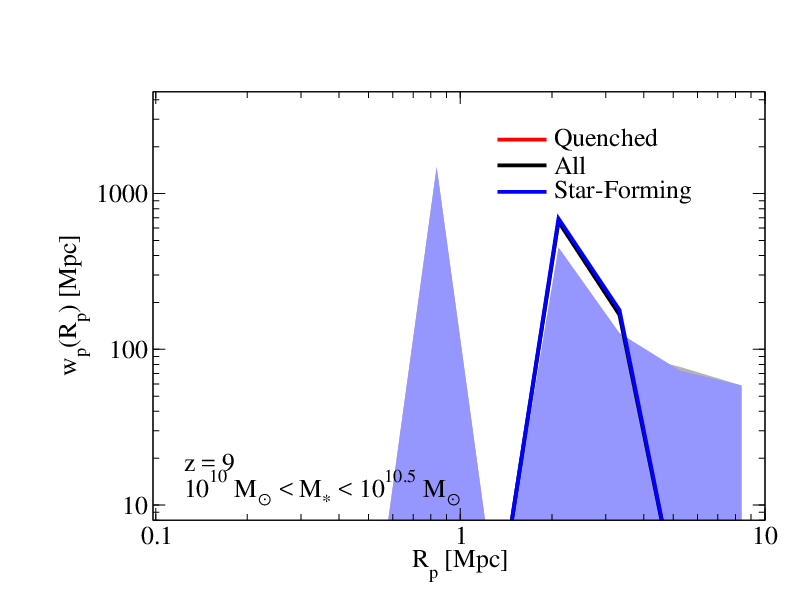 Quenched
All
Star-Forming
1000
100
10
w_p(R_p) [Mpc]
z = 9
10^10 M_⊙ < M_* < 10^10.5 M_⊙
0.1 1 10
R_p [Mpc]